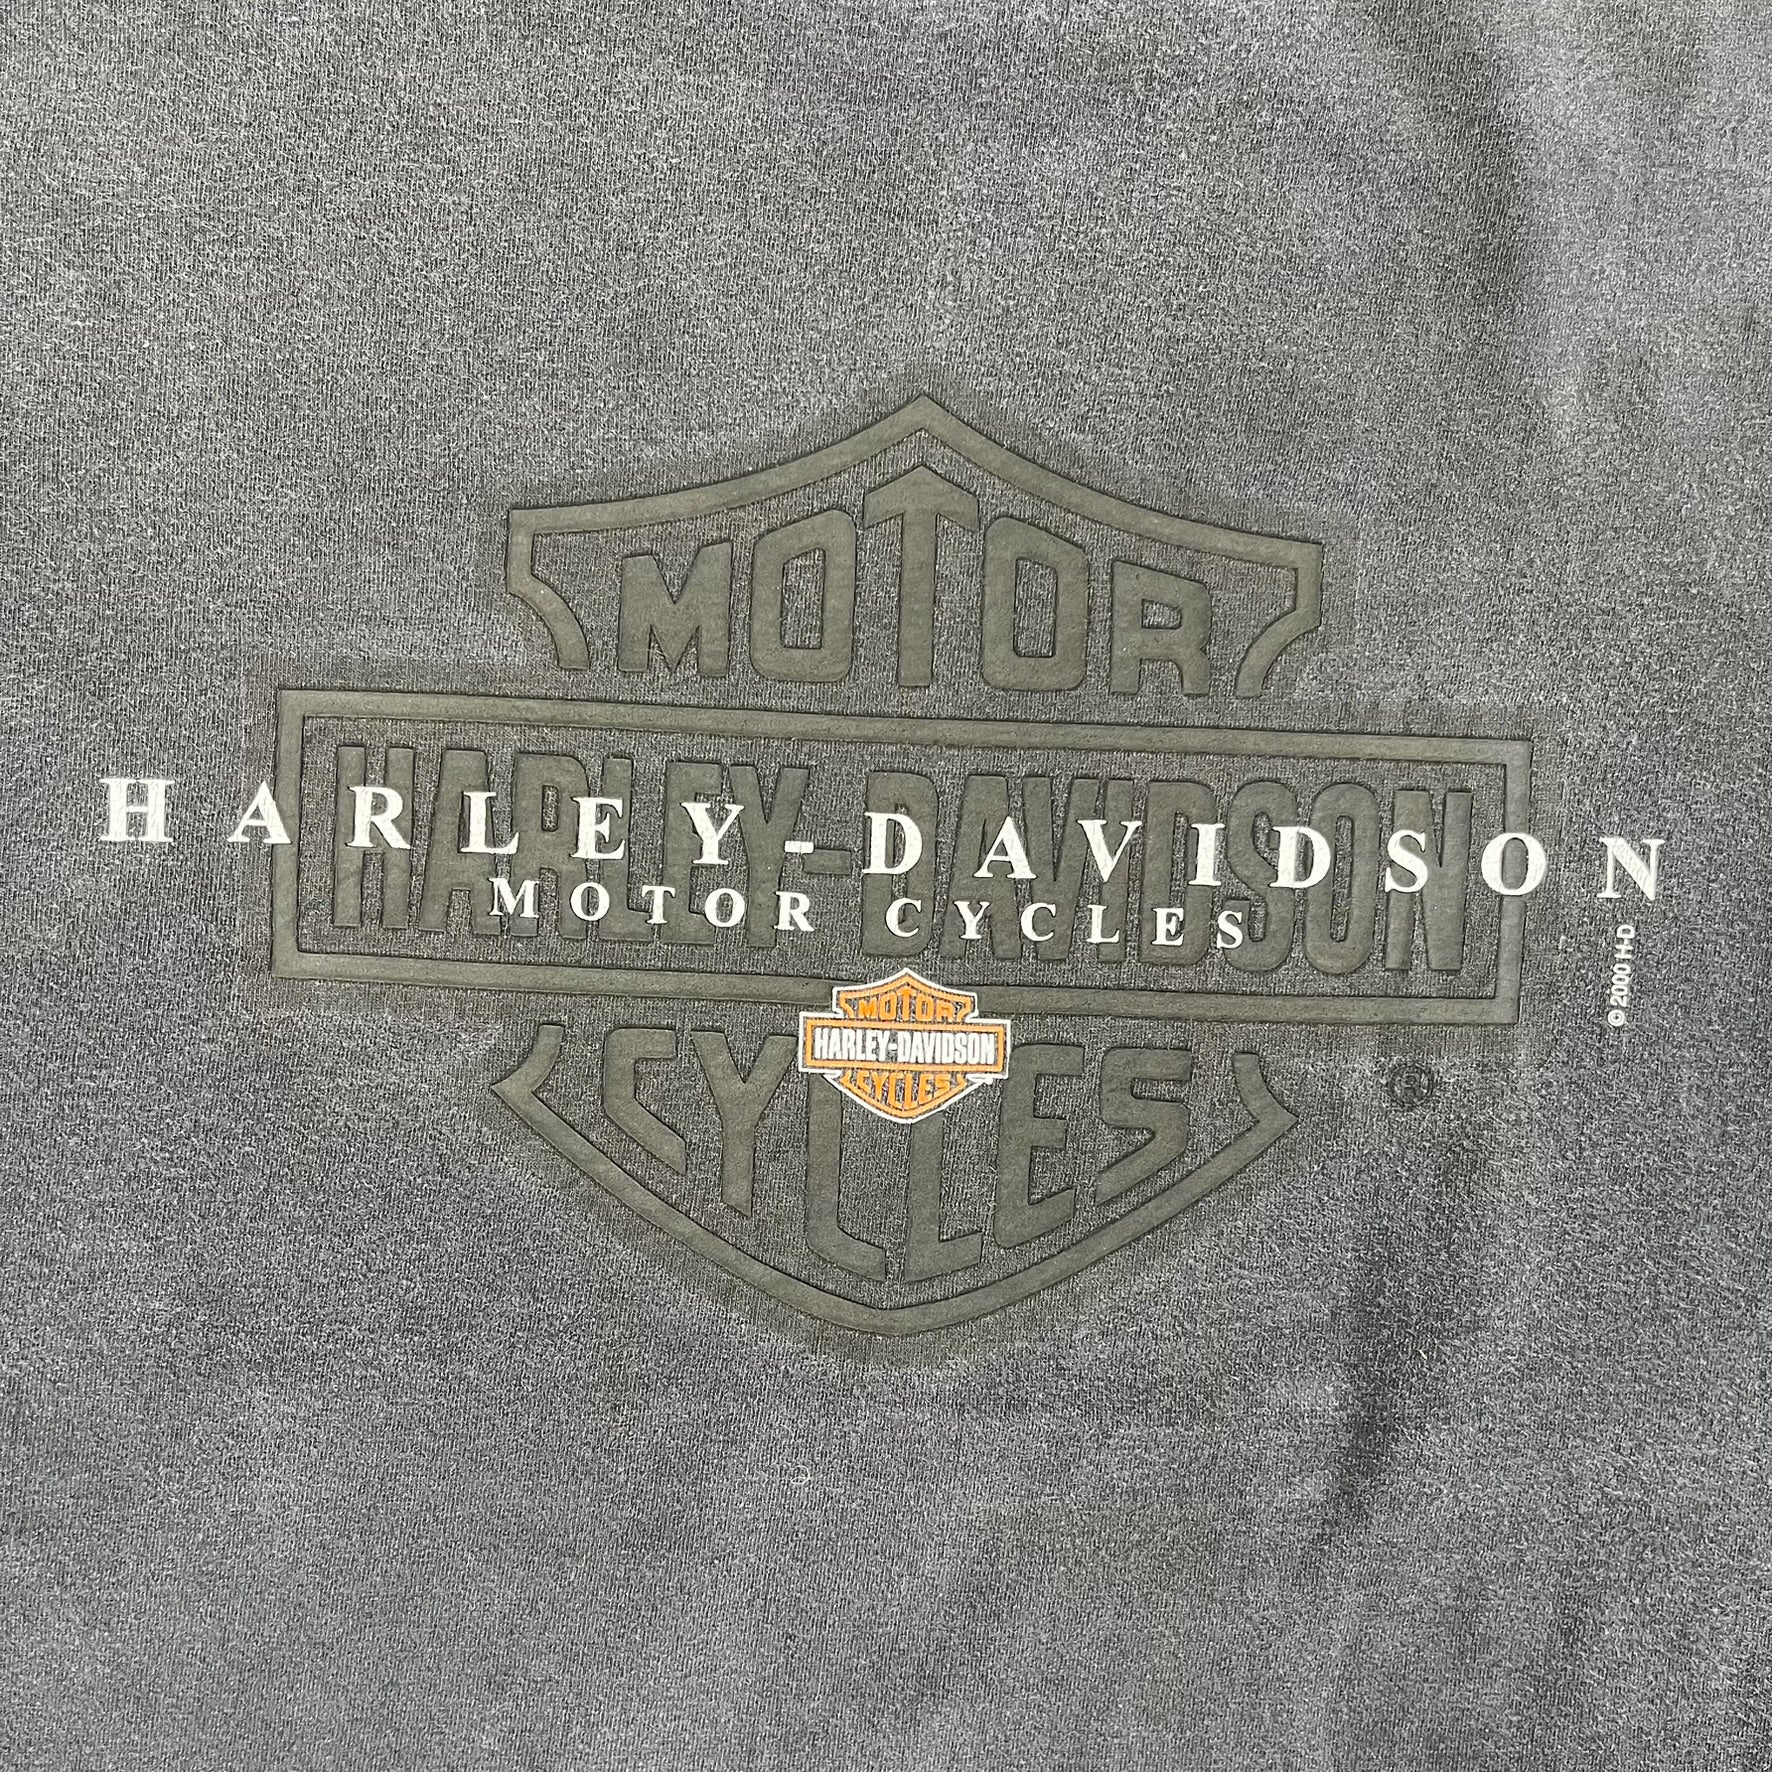 MOTOR
HARLEY-DAVIDSON
HARLEY-DAVIDSON
MOTOR CYCLES
© 2000 H-D
MOTOR
HARLEY-DAVIDSON
CYCLES
CYCLES
®